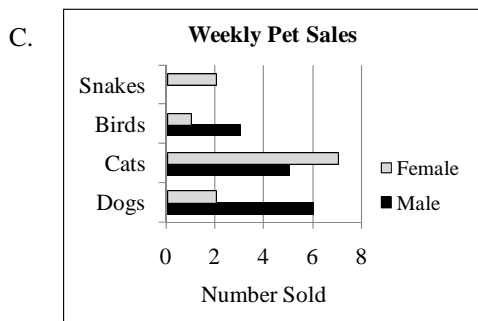 C.
Weekly Pet Sales
Snakes
Birds
Cats
Dogs
Female
Male
0 2 4 6 8
Number Sold